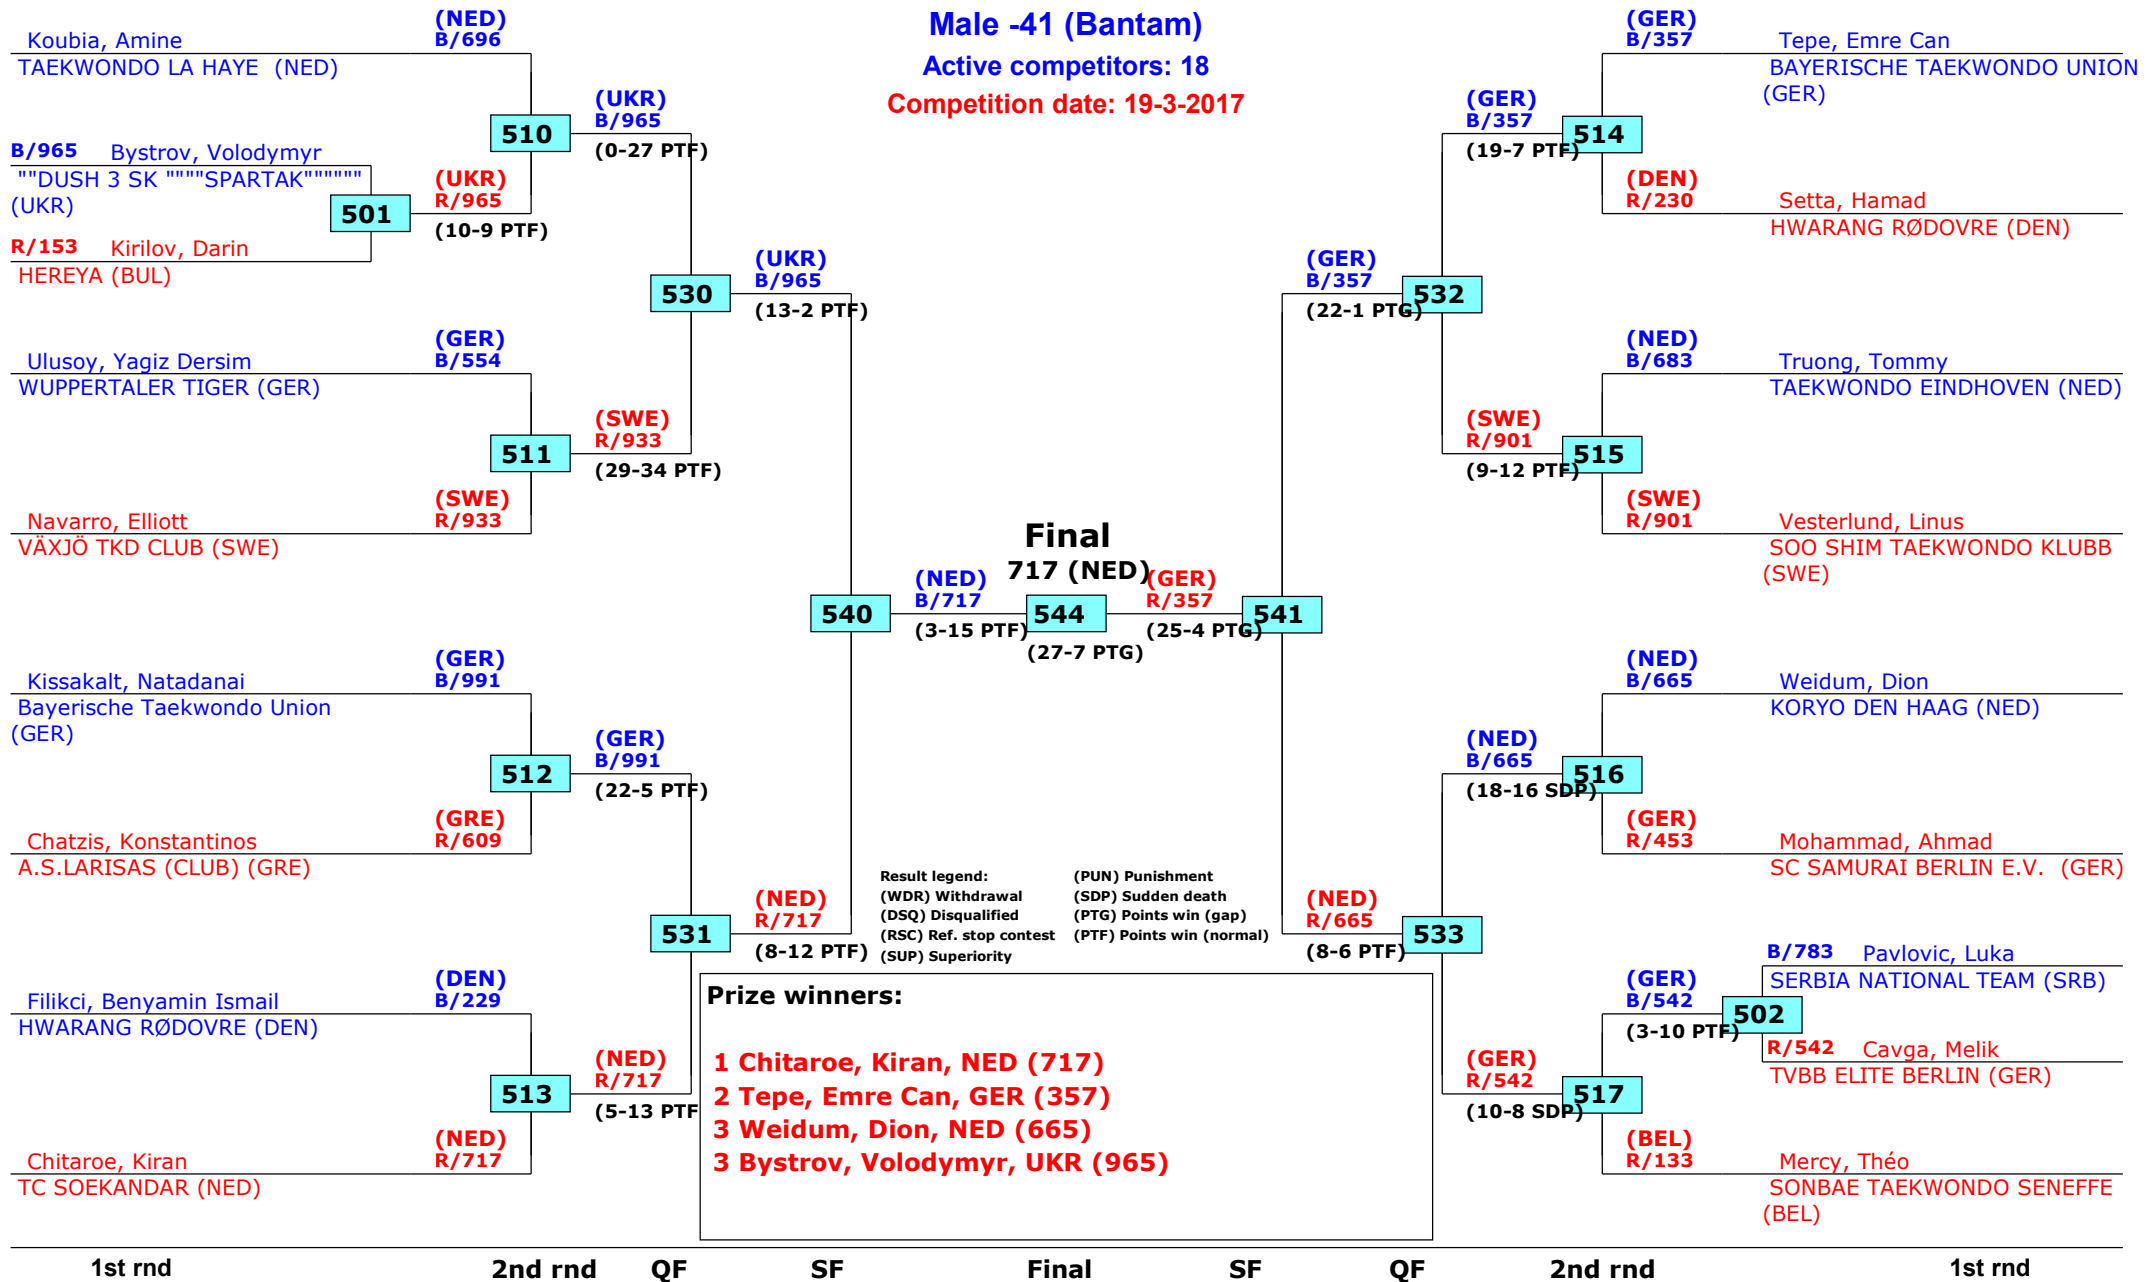 Male -41 (Bantam)
Active competitors: 18
Competition date: 19-3-2017
(NED)
Koubia, Amine B/696
TAEKWONDO LA HAYE (NED)
(UKR)
B/965
510
(0-27 PTF)
B/965 Bystrov, Volodymyr
""DUSH 3 SK """"SPARTAK""""""
(UKR)
(UKR)
R/965
501
(10-9 PTF)
R/153 Kirilov, Darin
HEREYA (BUL)
(UKR)
B/965
530
(13-2 PTF)
(GER)
Ulusoy, Yagiz Dersim B/554
WUPPERTALER TIGER (GER)
(SWE)
R/933
511
(29-34 PTF)
(SWE)
Navarro, Elliott R/933
VÄXJÖ TKD CLUB (SWE)
540
(GER)
Kissakalt, Natadanai B/991
Bayerische Taekwondo Union
(GER)
(GER)
B/991
512
(22-5 PTF)
(GRE)
Chatzis, Konstantinos R/609
A.S.LARISAS (CLUB) (GRE)
(NED)
R/717
531
(8-12 PTF)
(DEN)
Filikci, Benyamin Ismail B/229
HWARANG RØDOVRE (DEN)
(NED)
R/717
513
(5-13 PTF
(NED)
Chitaroe, Kiran R/717
TC SOEKANDAR (NED)
Final
717 (NED)
(NED)
B/717
(3-15 PTF)
544
(27-7 PTG)
(GER)
R/357
(25-4 PTG)
541
(GER)
B/357 Tepe, Emre Can
BAYERISCHE TAEKWONDO UNION
(GER)
(GER)
B/357
514
(19-7 PTF)
(DEN)
R/230 Setta, Hamad
HWARANG RØDOVRE (DEN)
(GER)
B/357
532
(22-1 PTG)
(NED)
B/683 Truong, Tommy
TAEKWONDO EINDHOVEN (NED)
(SWE)
R/901
515
(9-12 PTF)
(SWE)
R/901 Vesterlund, Linus
SOO SHIM TAEKWONDO KLUBB
(SWE)
(NED)
B/665 Weidum, Dion
KORYO DEN HAAG (NED)
(NED)
B/665
516
(18-16 SDP)
(GER)
R/453 Mohammad, Ahmad
SC SAMURAI BERLIN E.V. (GER)
(NED)
R/665
533
(8-6 PTF)
B/783 Pavlovic, Luka
SERBIA NATIONAL TEAM (SRB)
(GER)
B/542
502
(3-10 PTF)
R/542 Cavga, Melik
TVBB ELITE BERLIN (GER)
(GER)
R/542
517
(10-8 SDP)
(BEL)
R/133 Mercy, Théo
SONBAE TAEKWONDO SENEFFE
(BEL)
Result legend: (PUN) Punishment
(WDR) Withdrawal (SDP) Sudden death
(DSQ) Disqualified (PTG) Points win (gap)
(RSC) Ref. stop contest (PTF) Points win (normal)
(SUP) Superiority
Prize winners:
1 Chitaroe, Kiran, NED (717)
2 Tepe, Emre Can, GER (357)
3 Weidum, Dion, NED (665)
3 Bystrov, Volodymyr, UKR (965)
1st rnd 2nd rnd QF SF Final SF QF 2nd rnd 1st rnd